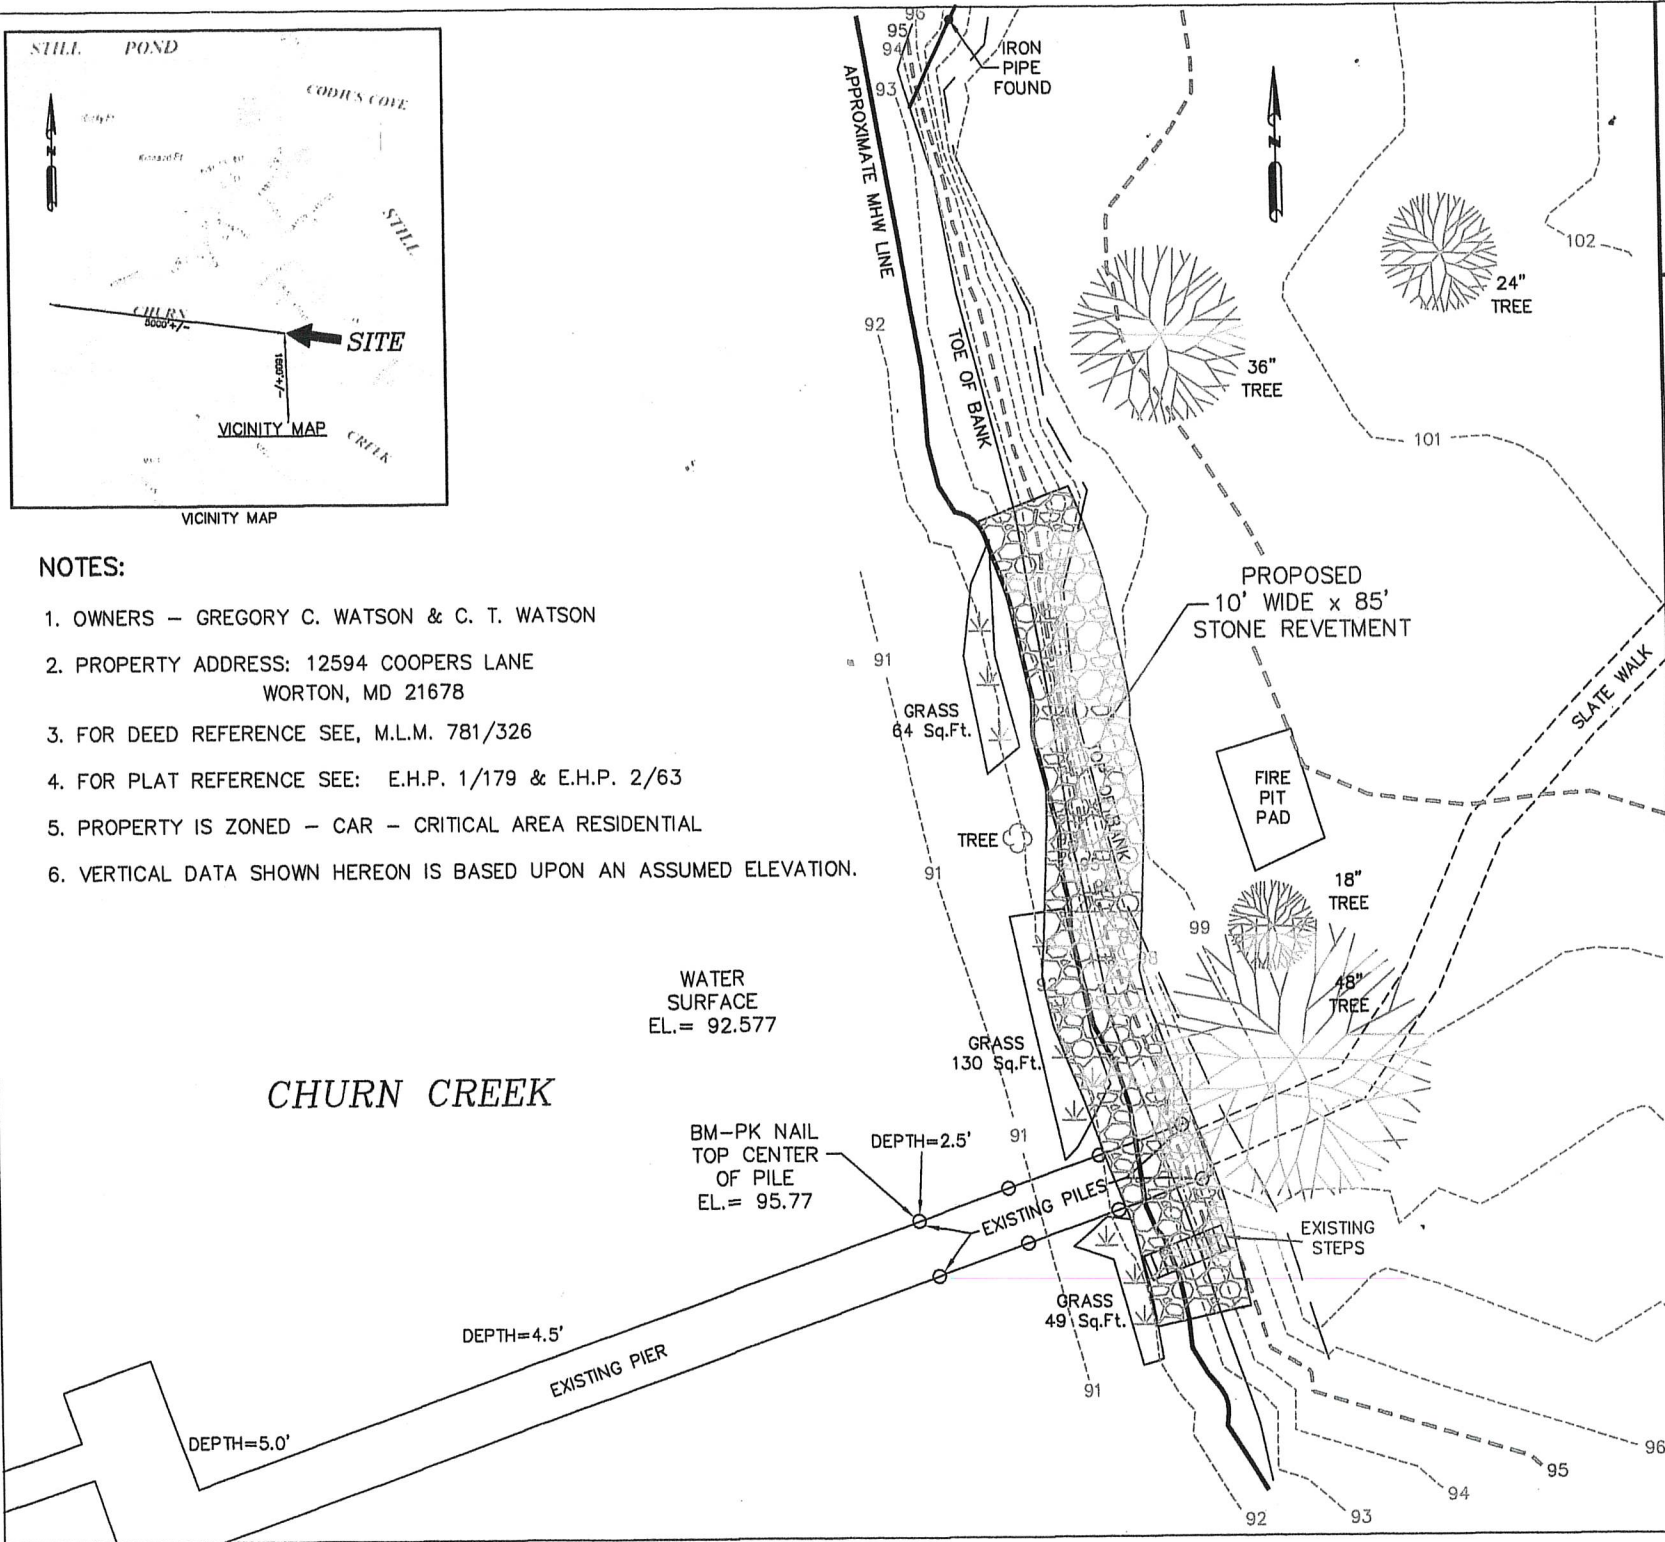 STILL POND
CODJUS COVE
STILL
CHURN
5000'+/-
1500'+/-
SITE
VICINITY MAP
CREEK
VICINITY MAP
N
NOTES:
1. OWNERS – GREGORY C. WATSON & C. T. WATSON
2. PROPERTY ADDRESS: 12594 COOPERS LANE
WORTON, MD 21678
3. FOR DEED REFERENCE SEE, M.L.M. 781/326
4. FOR PLAT REFERENCE SEE: E.H.P. 1/179 & E.H.P. 2/63
5. PROPERTY IS ZONED – CAR – CRITICAL AREA RESIDENTIAL
6. VERTICAL DATA SHOWN HEREON IS BASED UPON AN ASSUMED ELEVATION.
96
95
94
93
IRON
PIPE
FOUND
APPROXIMATE MHW LINE
N
102
24"
TREE
92
TOE OF BANK
36"
TREE
101
PROPOSED
10' WIDE x 85'
STONE REVETMENT
91
GRASS
64 Sq.Ft.
SLATE WALK
TOP OF BANK
FIRE
PIT
PAD
TREE
91
18"
TREE
99
98
92
48"
TREE
WATER
SURFACE
EL.= 92.577
GRASS
130 Sq.Ft.
CHURN CREEK
BM–PK NAIL
TOP CENTER
OF PILE
EL.= 95.77
DEPTH=2.5'
91
EXISTING PILES
EXISTING
STEPS
GRASS
49 Sq.Ft.
DEPTH=4.5'
EXISTING PIER
91
DEPTH=5.0'
96
95
94
93
92